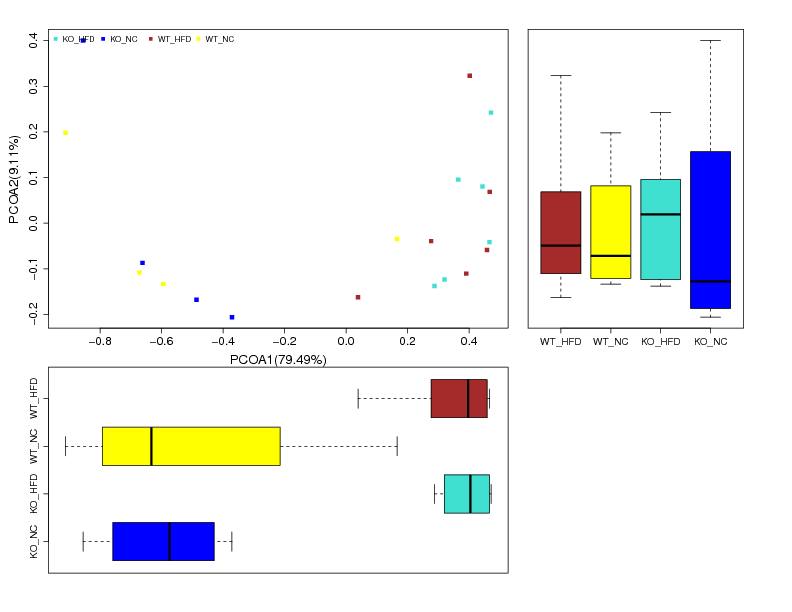 KO_HFD KO_NC WT_HFD WT_NC
0.4
0.3
0.2
0.1
0.0
−0.1
−0.2
PCOA2(9.11%)
−0.8 −0.6 −0.4 −0.2 0.0 0.2 0.4
PCOA1(79.49%)
WT_HFD WT_NC KO_HFD KO_NC
WT_HFD
WT_NC
KO_HFD
KO_NC